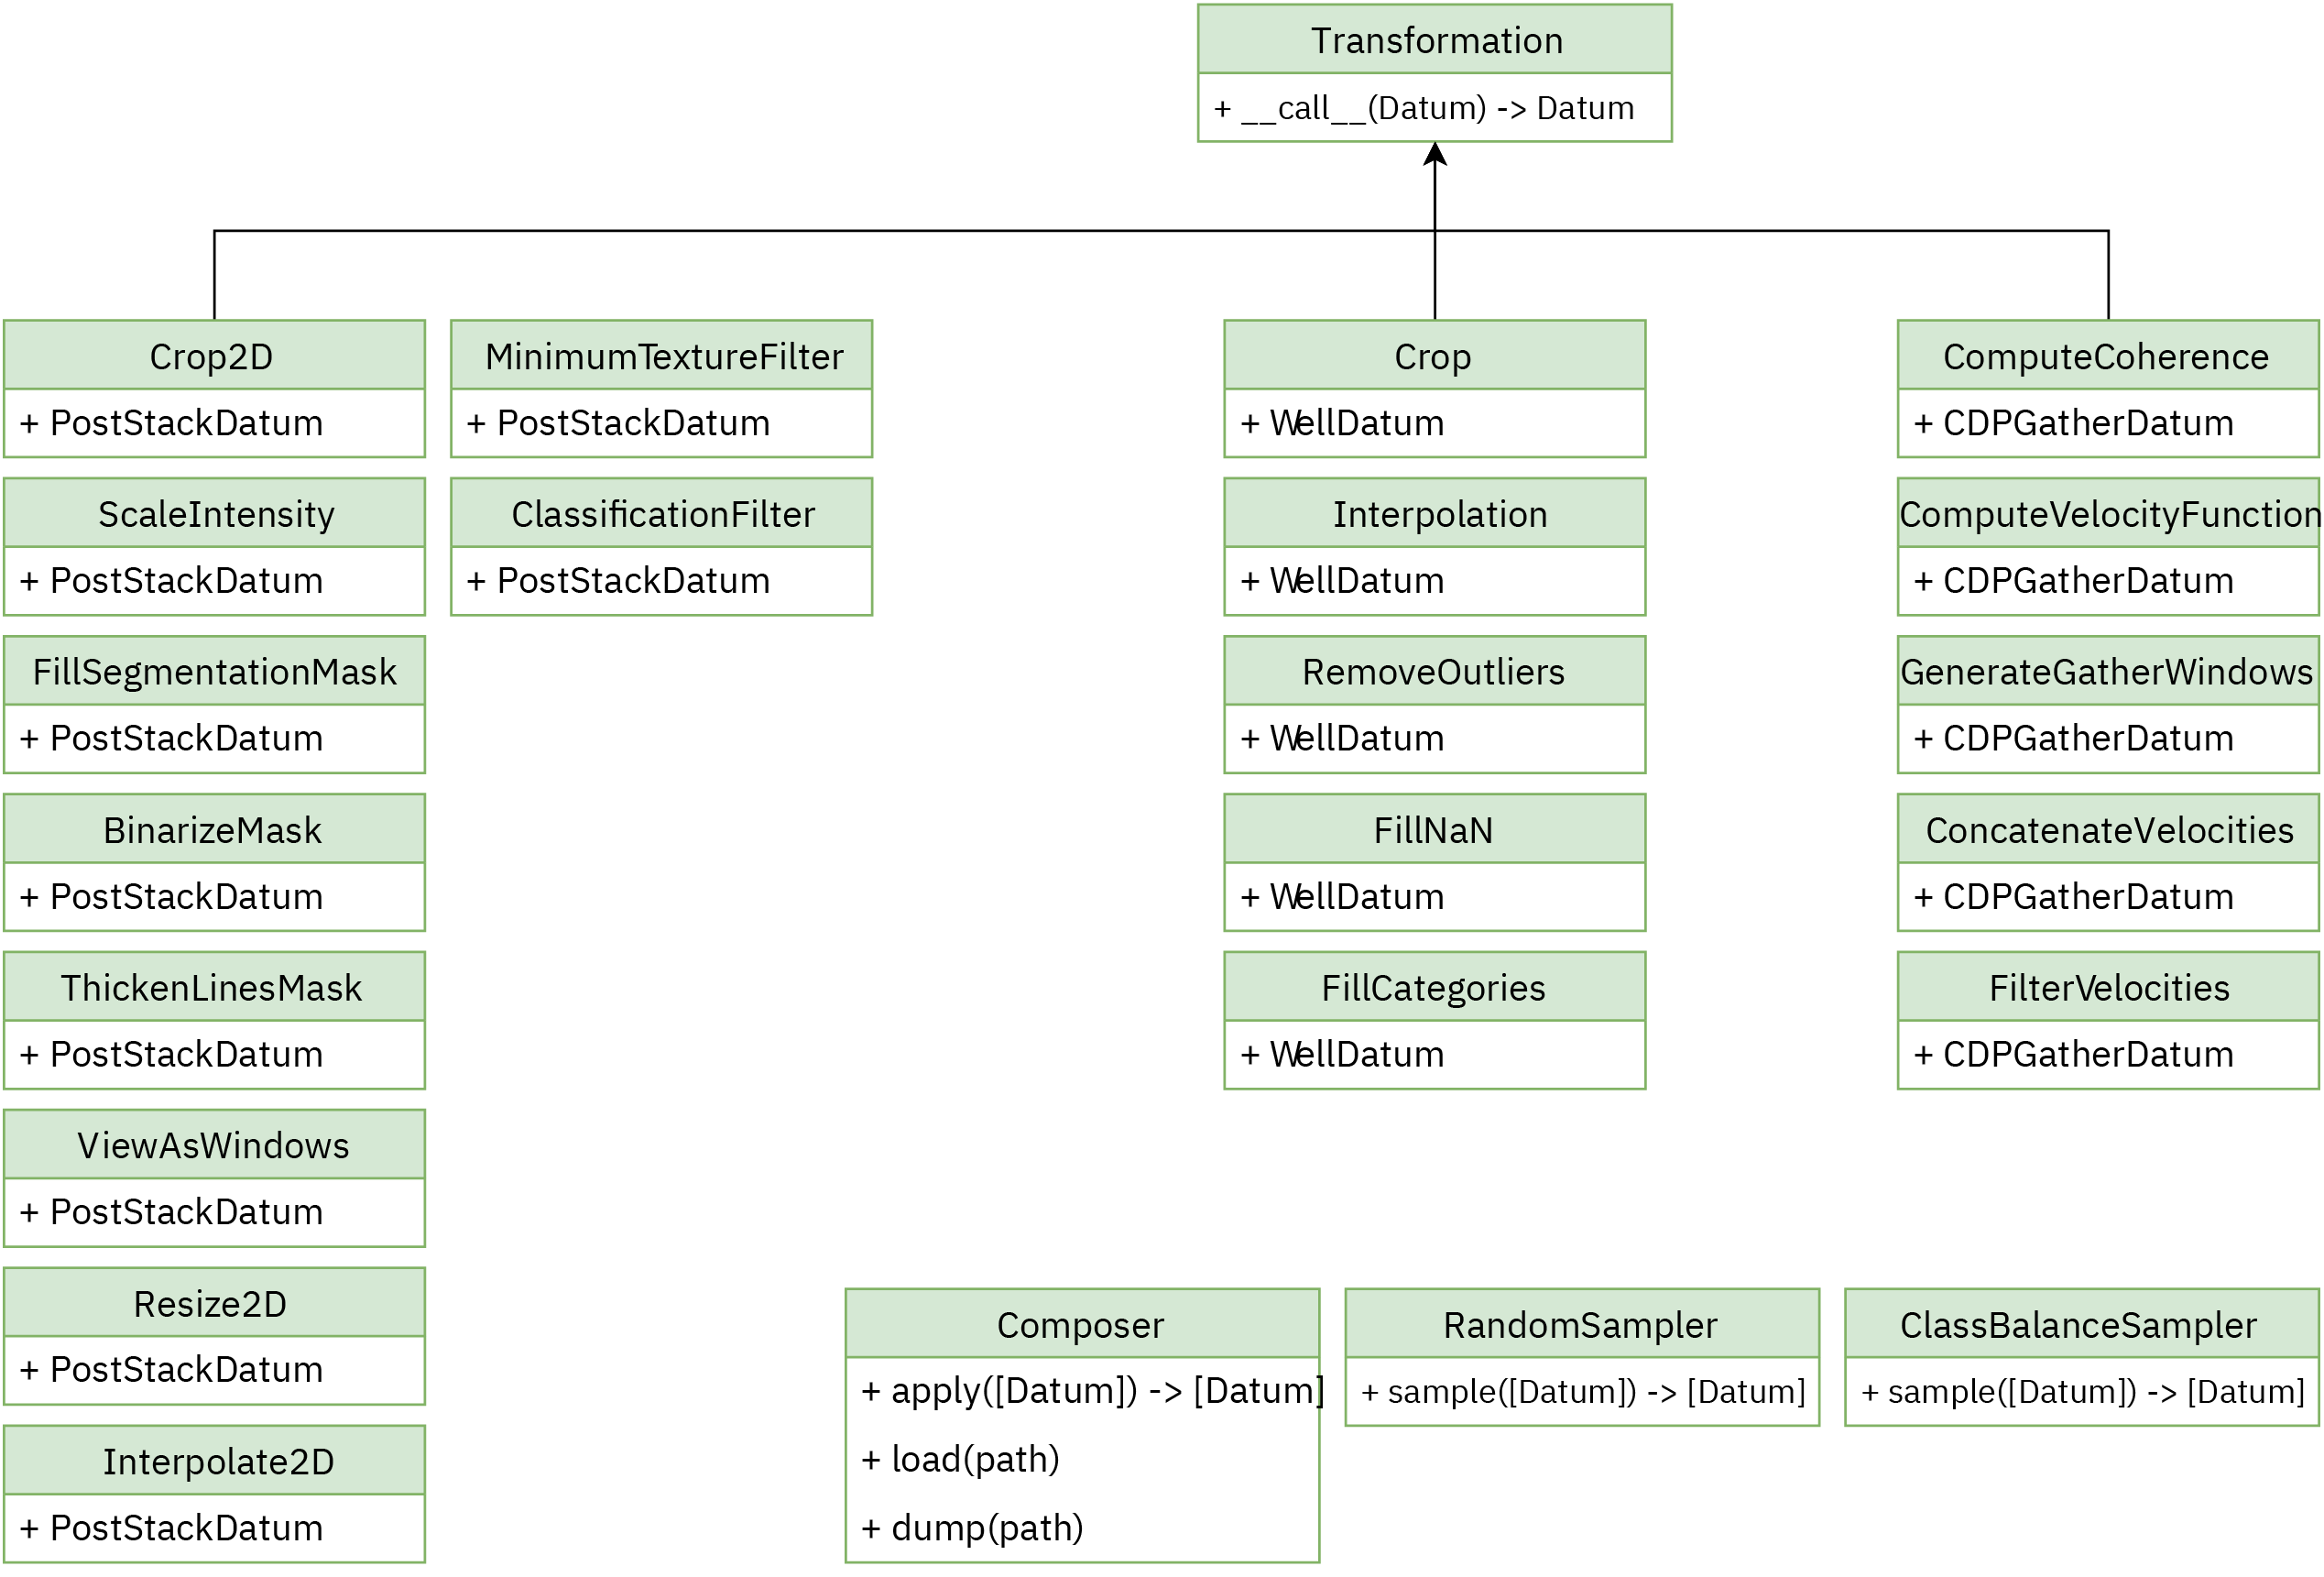 Transformation
+ __call__(Datum) -> Datum
Crop2D
+ PostStackDatum
ScaleIntensity
+ PostStackDatum
FillSegmentationMask
+ PostStackDatum
BinarizeMask
+ PostStackDatum
ThickenLinesMask
+ PostStackDatum
ViewAsWindows
+ PostStackDatum
Resize2D
+ PostStackDatum
Interpolate2D
+ PostStackDatum
MinimumTextureFilter
+ PostStackDatum
ClassificationFilter
+ PostStackDatum
Crop
+ WellDatum
Interpolation
+ WellDatum
RemoveOutliers
+ WellDatum
FillNaN
+ WellDatum
FillCategories
+ WellDatum
ComputeCoherence
+ CDPGatherDatum
ComputeVelocityFunction
+ CDPGatherDatum
GenerateGatherWindows
+ CDPGatherDatum
ConcatenateVelocities
+ CDPGatherDatum
FilterVelocities
+ CDPGatherDatum
Composer
+ apply([Datum]) -> [Datum]
+ load(path)
+ dump(path)
RandomSampler
+ sample([Datum]) -> [Datum]
ClassBalanceSampler
+ sample([Datum]) -> [Datum]